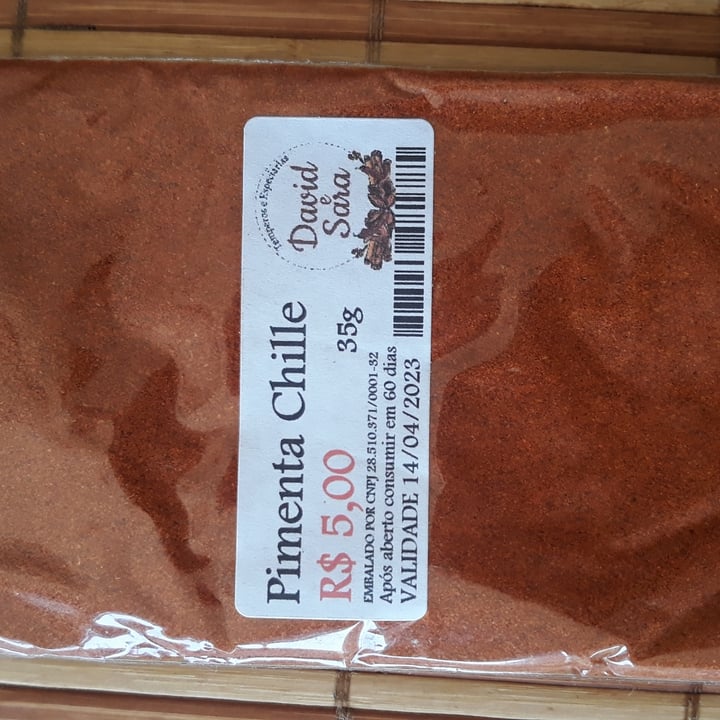 Pimenta Chille
R$ 5,00
35g
EMBALADO POR CNPJ 28.510.371/0001-32
Após aberto consumir em 60 dias
VALIDADE 14/04/2023
Temperos e Especiarias
David
e
Sara